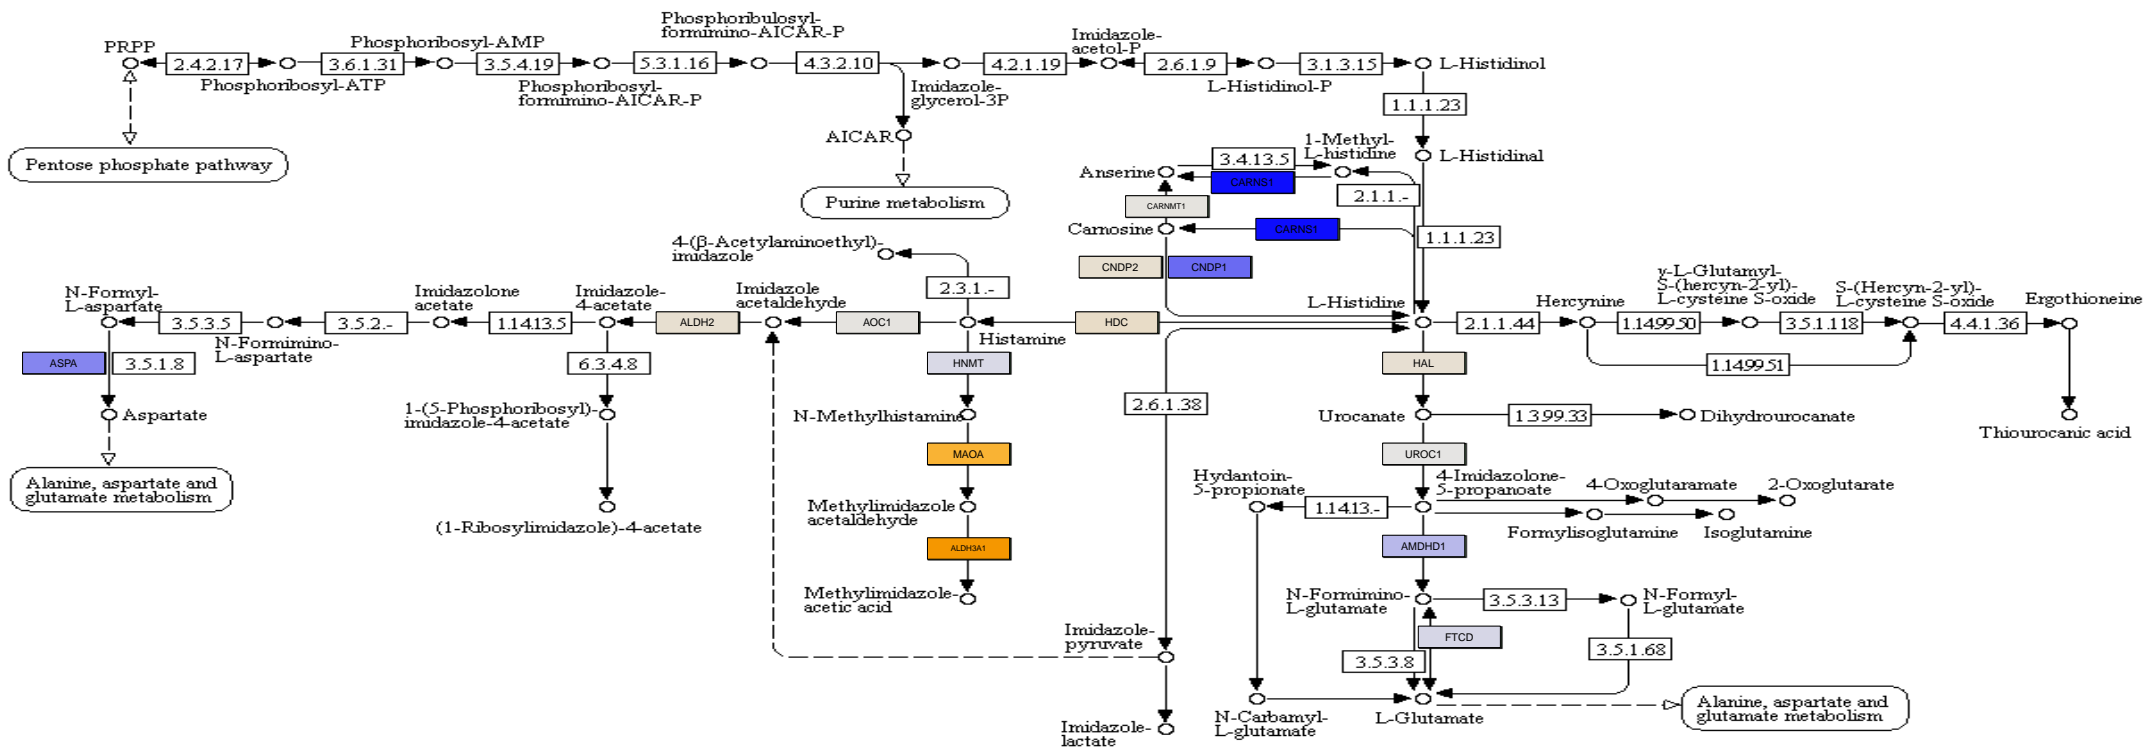 PRPP
2.4.2.17
Phosphoribosyl-ATP
3.6.1.31
Phosphoribosyl-AMP
3.5.4.19
Phosphoribosyl-
formimino-AICAR-P
5.3.1.16
Phosphoribulosyl-
formimino-AICAR-P
4.3.2.10
Imidazole-
glycerol-3P
4.2.1.19
Imidazole-
acetol-P
2.6.1.9
L-Histidinol-P
3.1.3.15
L-Histidinol
1.1.1.23
L-Histidinal
1.1.1.23
Pentose phosphate pathway
AICAR
Purine metabolism
Anserine
3.4.13.5
1-Methyl-
L-histidine
CARNS1
2.1.1.-
CARNMT1
Carnosine
CARNS1
CNDP2
CNDP1
4-(β-Acetylaminoethyl)-
imidazole
2.3.1.-
N-Formyl-
L-aspartate
3.5.3.5
N-Formimino-
L-aspartate
3.5.2.-
Imidazolone
acetate
1.14.13.5
Imidazole-
4-acetate
ALDH2
Imidazole
acetaldehyde
AOC1
Histamine
HDC
L-Histidine
2.1.1.44
Hercynine
1.14.99.50
γ-L-Glutamyl-
S-(hercyn-2-yl)-
L-cysteine S-oxide
3.5.1.118
S-(Hercyn-2-yl)-
L-cysteine S-oxide
4.4.1.36
Ergothioneine
1.14.99.51
Thiourocanic acid
ASPA
3.5.1.8
Aspartate
Alanine, aspartate and
glutamate metabolism
6.3.4.8
1-(5-Phosphoribosyl)-
imidazole-4-acetate
(1-Ribosylimidazole)-4-acetate
HNMT
N-Methylhistamine
MAOA
Methylimidazole
acetaldehyde
ALDH3A1
Methylimidazole-
acetic acid
2.6.1.38
Imidazole-
pyruvate
Imidazole-
lactate
HAL
Urocanate
1.3.99.33
Dihydrourocanate
UROC1
Hydantoin-
5-propionate
1.14.13.-
4-Imidazolone-
5-propanoate
4-Oxoglutaramate
2-Oxoglutarate
Formylisoglutamine
Isoglutamine
AMDHD1
N-Formimino-
L-glutamate
3.5.3.13
N-Formyl-
L-glutamate
FTCD
3.5.3.8
3.5.1.68
N-Carbamyl-
L-glutamate
L-Glutamate
Alanine, aspartate and
glutamate metabolism